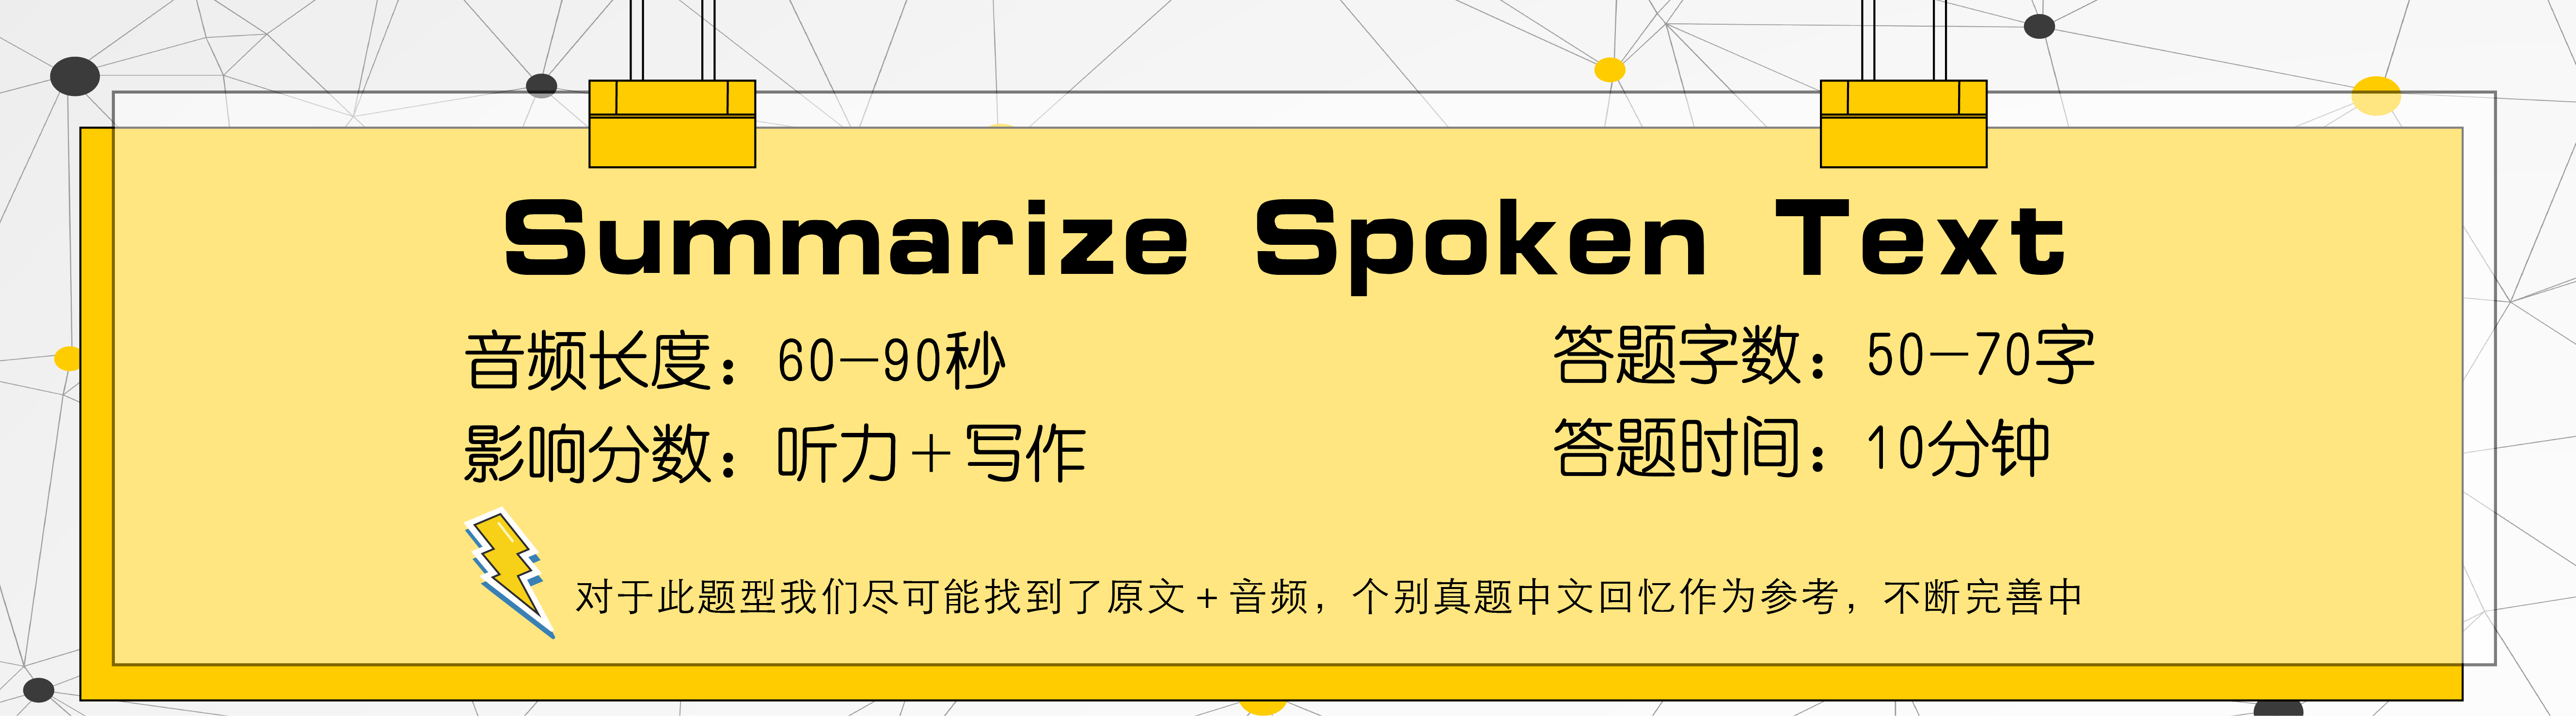 Summarize Spoken Text
音频长度：60—90秒
答题字数：50—70字
影响分数：听力＋写作
答题时间：10分钟
对于此题型我们尽可能找到了原文＋音频，个别真题中文回忆作为参考，不断完善中